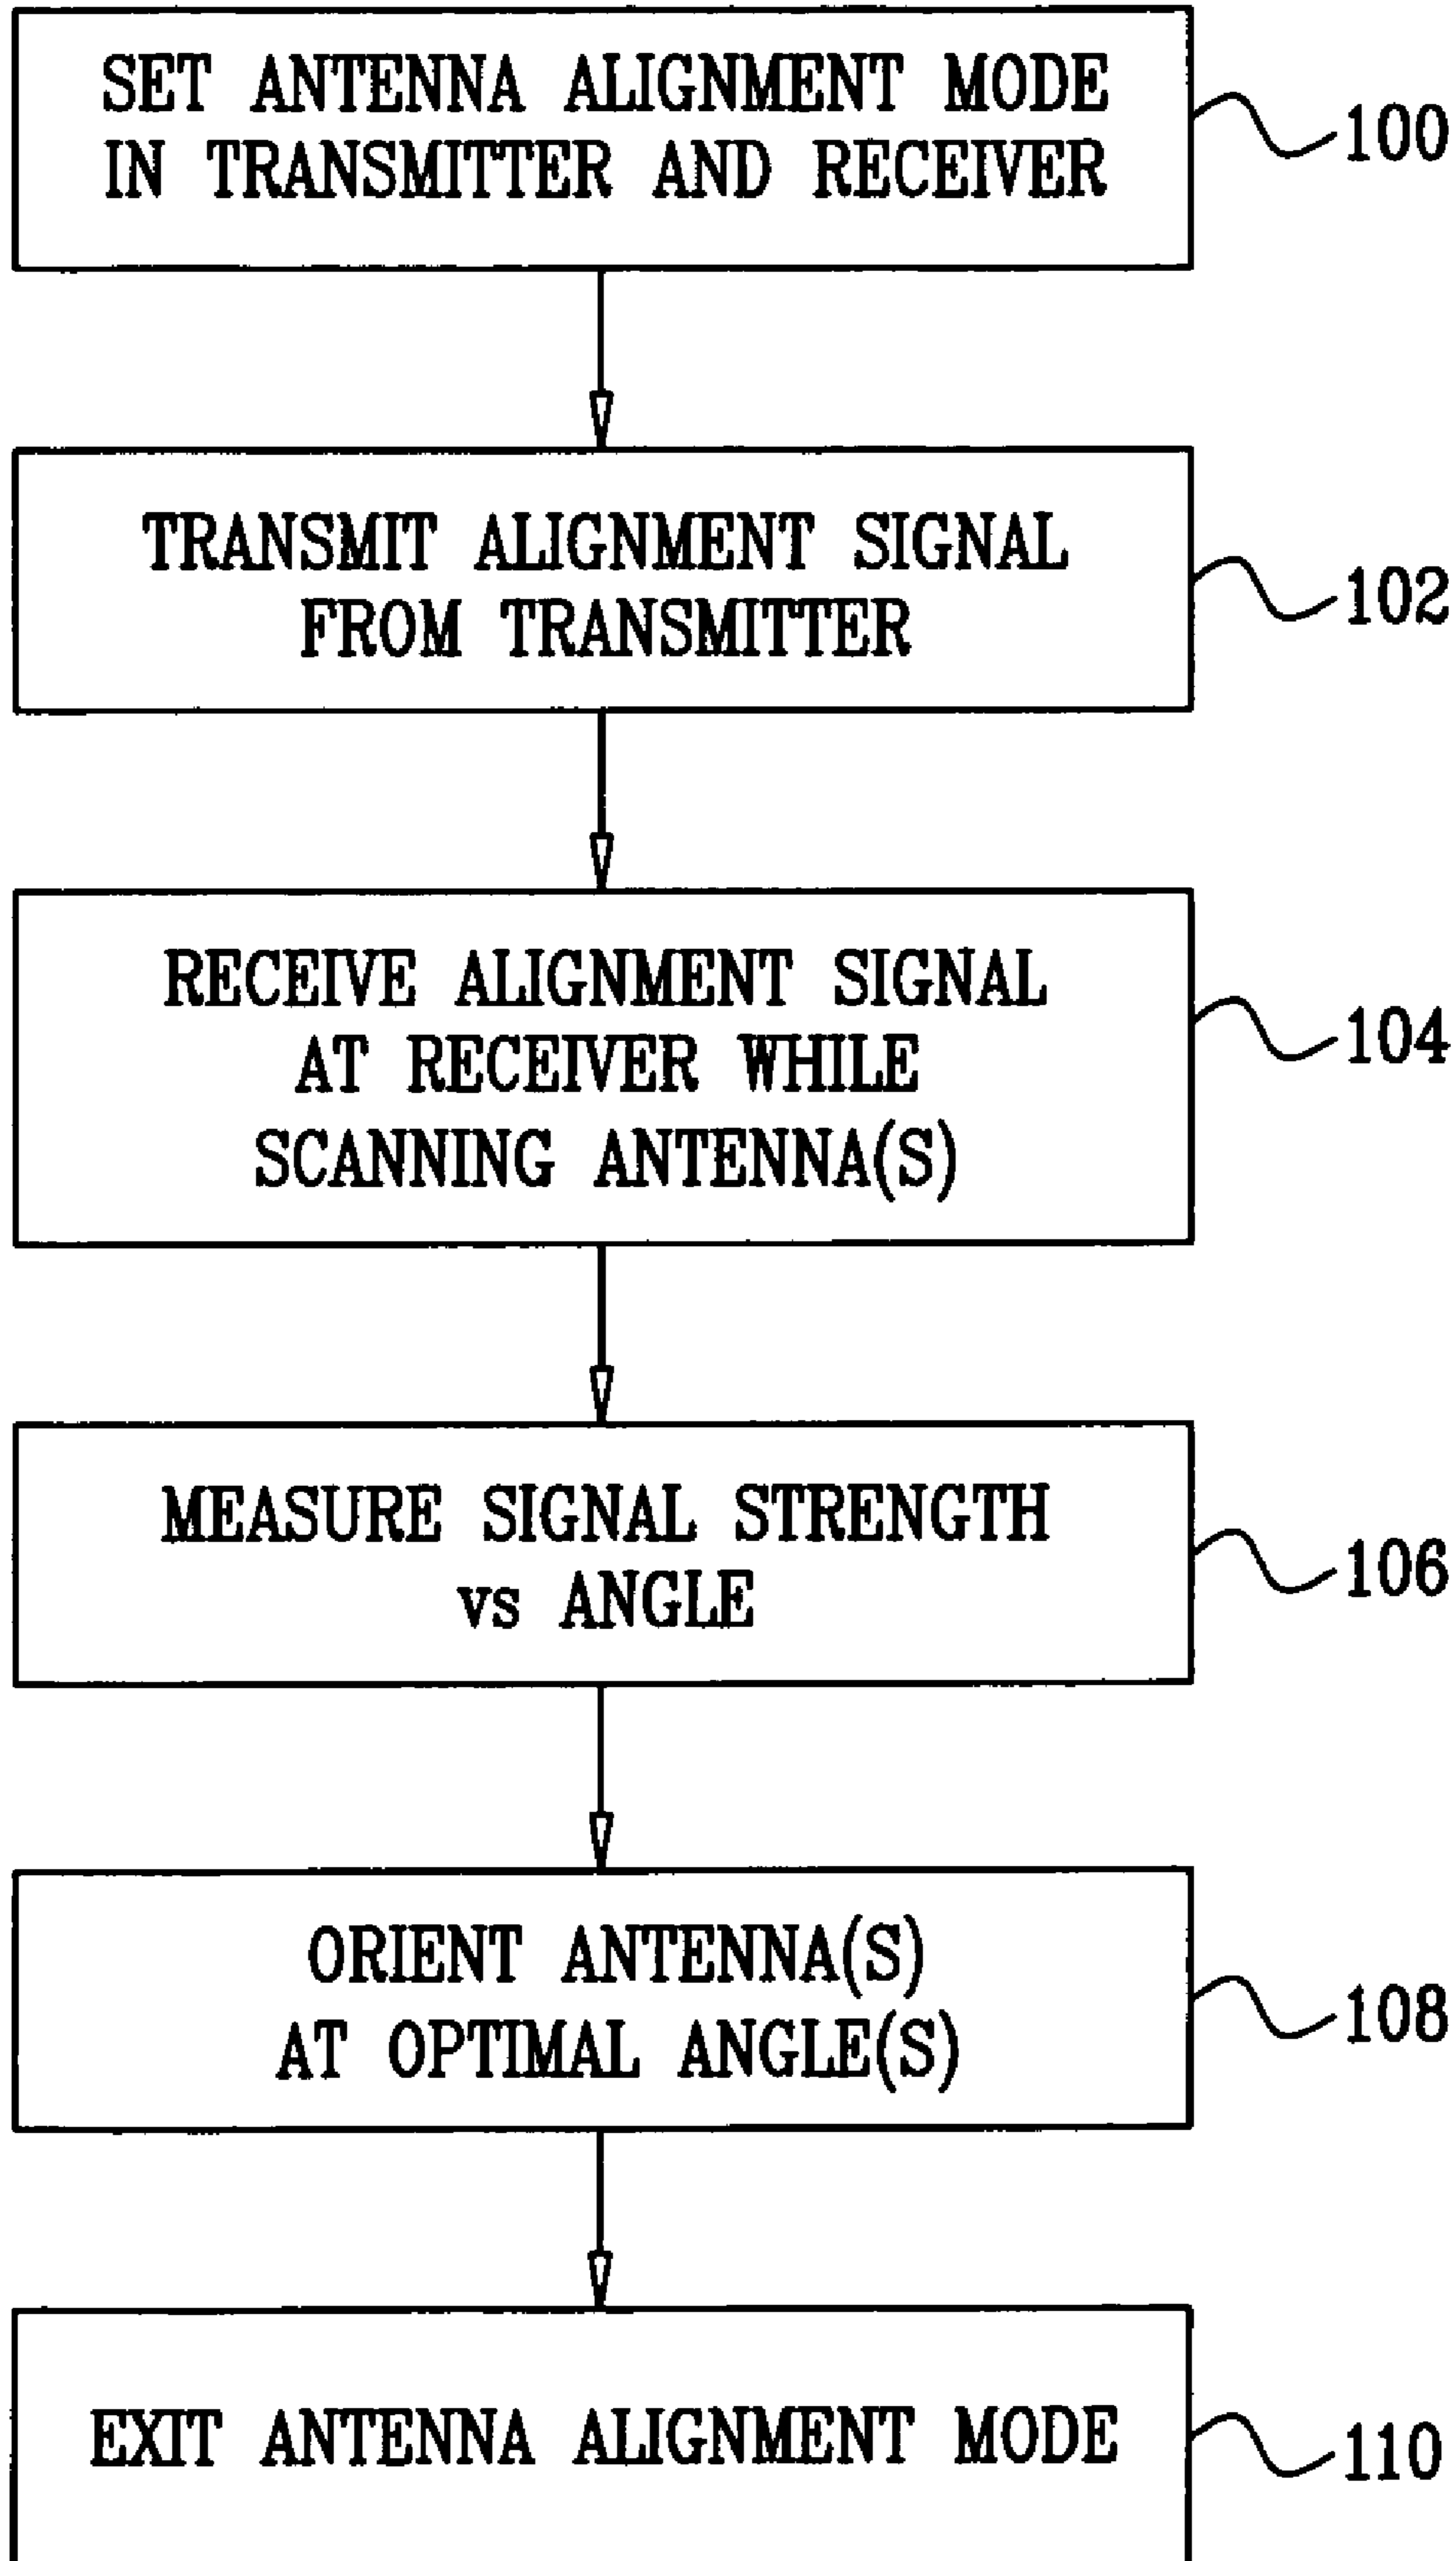 SET ANTENNA ALIGNMENT MODE
IN TRANSMITTER AND RECEIVER
100
TRANSMIT ALIGNMENT SIGNAL
FROM TRANSMITTER
102
RECEIVE ALIGNMENT SIGNAL
AT RECEIVER WHILE
SCANNING ANTENNA(S)
104
MEASURE SIGNAL STRENGTH
vs ANGLE
106
ORIENT ANTENNA(S)
AT OPTIMAL ANGLE(S)
108
EXIT ANTENNA ALIGNMENT MODE
110